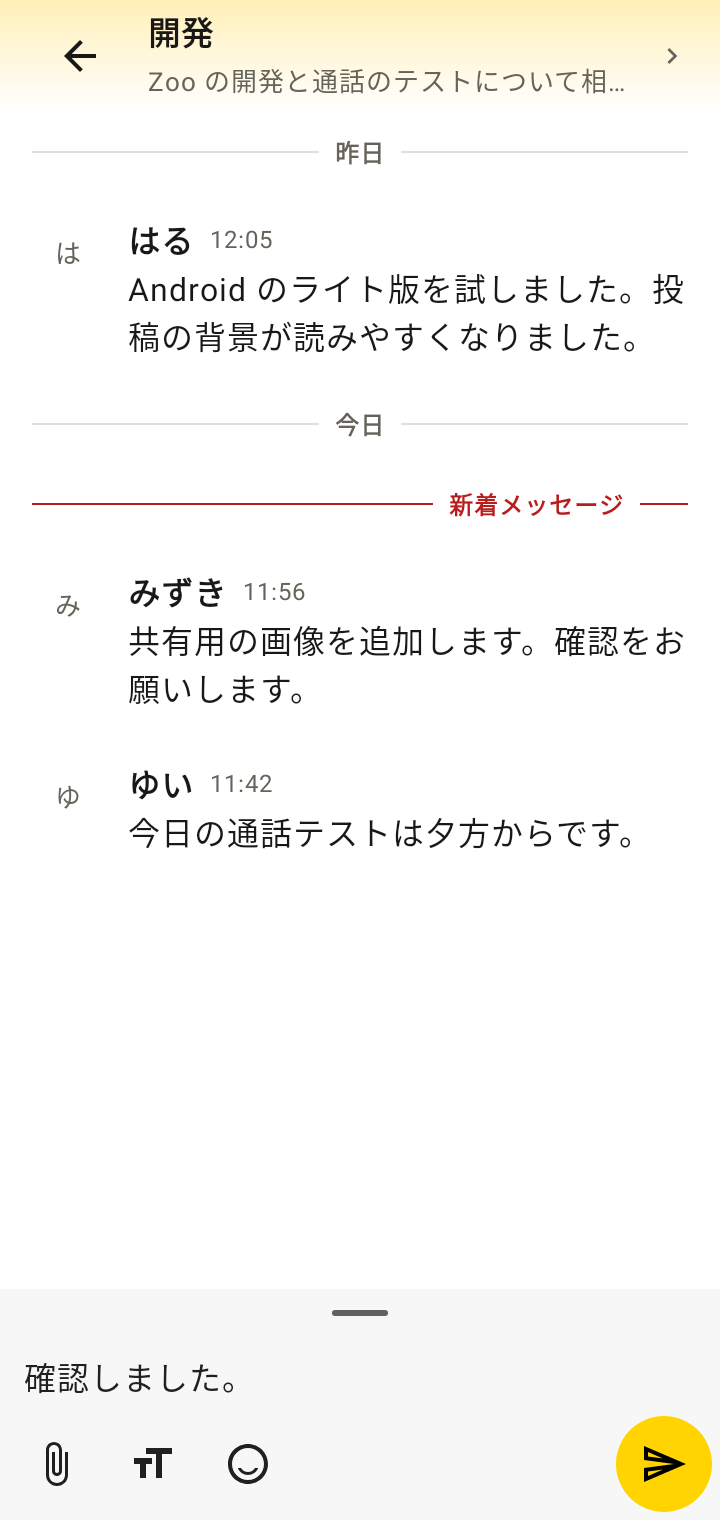 開発
Zoo の開発と通話のテストについて相…
昨日
は
はる 12:05
Android のライト版を試しました。投
稿の背景が読みやすくなりました。
今日
新着メッセージ
み
みずき 11:56
共有用の画像を追加します。確認をお
願いします。
ゆ
ゆい 11:42
今日の通話テストは夕方からです。
確認しました。